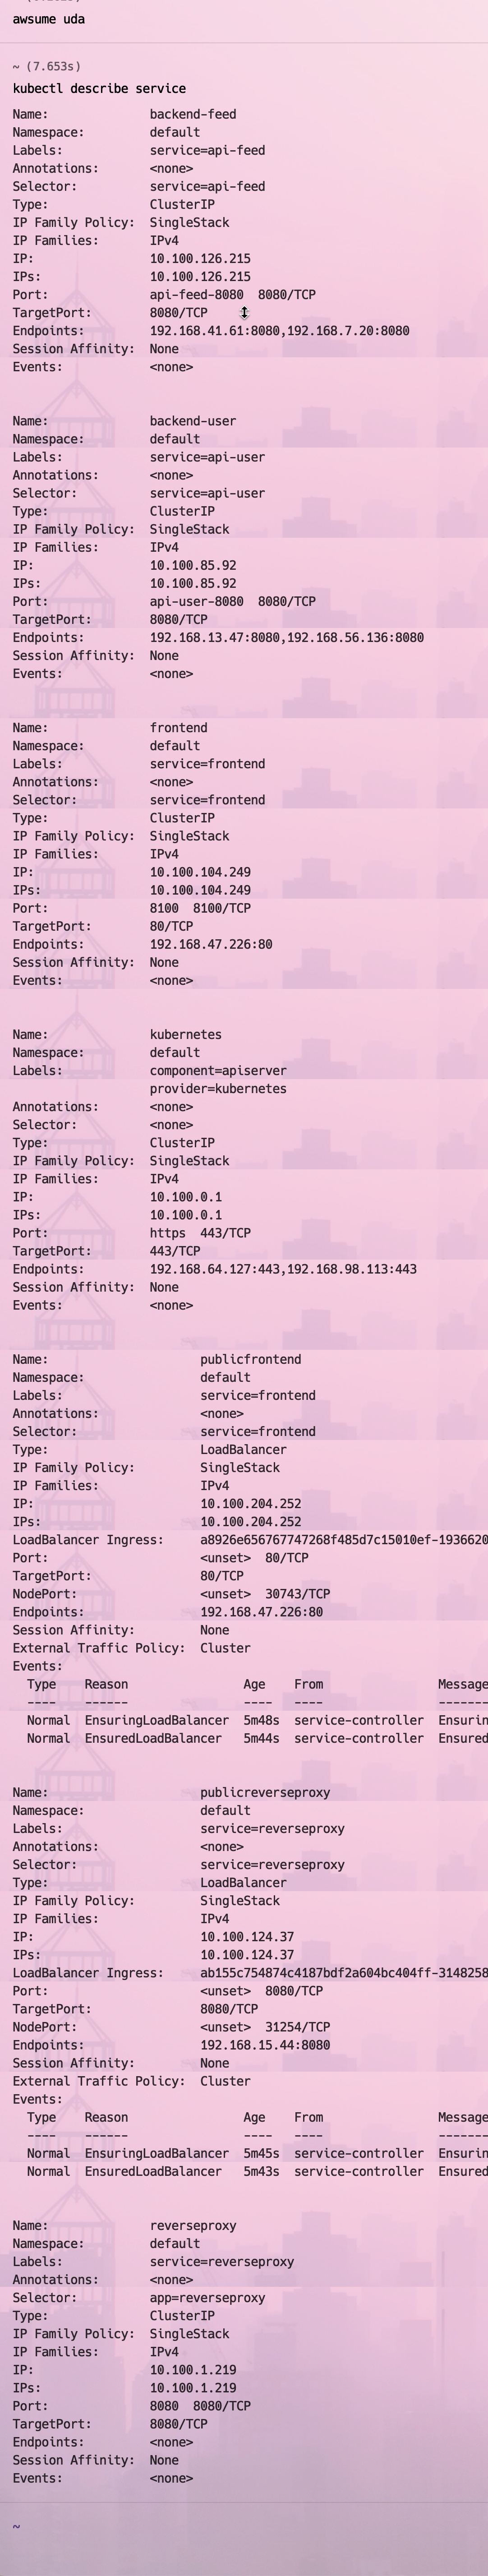 awsume uda
~ (7.653s)
kubectl describe service
Name: backend-feed
Namespace: default
Labels: service=api-feed
Annotations: <none>
Selector: service=api-feed
Type: ClusterIP
IP Family Policy: SingleStack
IP Families: IPv4
IP: 10.100.126.215
IPs: 10.100.126.215
Port: api-feed-8080 8080/TCP
TargetPort: 8080/TCP
Endpoints: 192.168.41.61:8080,192.168.7.20:8080
Session Affinity: None
Events: <none>
Name: backend-user
Namespace: default
Labels: service=api-user
Annotations: <none>
Selector: service=api-user
Type: ClusterIP
IP Family Policy: SingleStack
IP Families: IPv4
IP: 10.100.85.92
IPs: 10.100.85.92
Port: api-user-8080 8080/TCP
TargetPort: 8080/TCP
Endpoints: 192.168.13.47:8080,192.168.56.136:8080
Session Affinity: None
Events: <none>
Name: frontend
Namespace: default
Labels: service=frontend
Annotations: <none>
Selector: service=frontend
Type: ClusterIP
IP Family Policy: SingleStack
IP Families: IPv4
IP: 10.100.104.249
IPs: 10.100.104.249
Port: 8100 8100/TCP
TargetPort: 80/TCP
Endpoints: 192.168.47.226:80
Session Affinity: None
Events: <none>
Name: kubernetes
Namespace: default
Labels: component=apiserver
provider=kubernetes
Annotations: <none>
Selector: <none>
Type: ClusterIP
IP Family Policy: SingleStack
IP Families: IPv4
IP: 10.100.0.1
IPs: 10.100.0.1
Port: https 443/TCP
TargetPort: 443/TCP
Endpoints: 192.168.64.127:443,192.168.98.113:443
Session Affinity: None
Events: <none>
Name: publicfrontend
Namespace: default
Labels: service=frontend
Annotations: <none>
Selector: service=frontend
Type: LoadBalancer
IP Family Policy: SingleStack
IP Families: IPv4
IP: 10.100.204.252
IPs: 10.100.204.252
LoadBalancer Ingress: a8926e656767747268f485d7c15010ef-1936620
Port: <unset> 80/TCP
TargetPort: 80/TCP
NodePort: <unset> 30743/TCP
Endpoints: 192.168.47.226:80
Session Affinity: None
External Traffic Policy: Cluster
Events:
Type Reason Age From Message
---- ------ ---- ---- -------
Normal EnsuringLoadBalancer 5m48s service-controller Ensurin
Normal EnsuredLoadBalancer 5m44s service-controller Ensured
Name: publicreverseproxy
Namespace: default
Labels: service=reverseproxy
Annotations: <none>
Selector: service=reverseproxy
Type: LoadBalancer
IP Family Policy: SingleStack
IP Families: IPv4
IP: 10.100.124.37
IPs: 10.100.124.37
LoadBalancer Ingress: ab155c754874c4187bdf2a604bc404ff-3148258
Port: <unset> 8080/TCP
TargetPort: 8080/TCP
NodePort: <unset> 31254/TCP
Endpoints: 192.168.15.44:8080
Session Affinity: None
External Traffic Policy: Cluster
Events:
Type Reason Age From Message
---- ------ ---- ---- -------
Normal EnsuringLoadBalancer 5m45s service-controller Ensurin
Normal EnsuredLoadBalancer 5m43s service-controller Ensured
Name: reverseproxy
Namespace: default
Labels: service=reverseproxy
Annotations: <none>
Selector: app=reverseproxy
Type: ClusterIP
IP Family Policy: SingleStack
IP Families: IPv4
IP: 10.100.1.219
IPs: 10.100.1.219
Port: 8080 8080/TCP
TargetPort: 8080/TCP
Endpoints: <none>
Session Affinity: None
Events: <none>
~